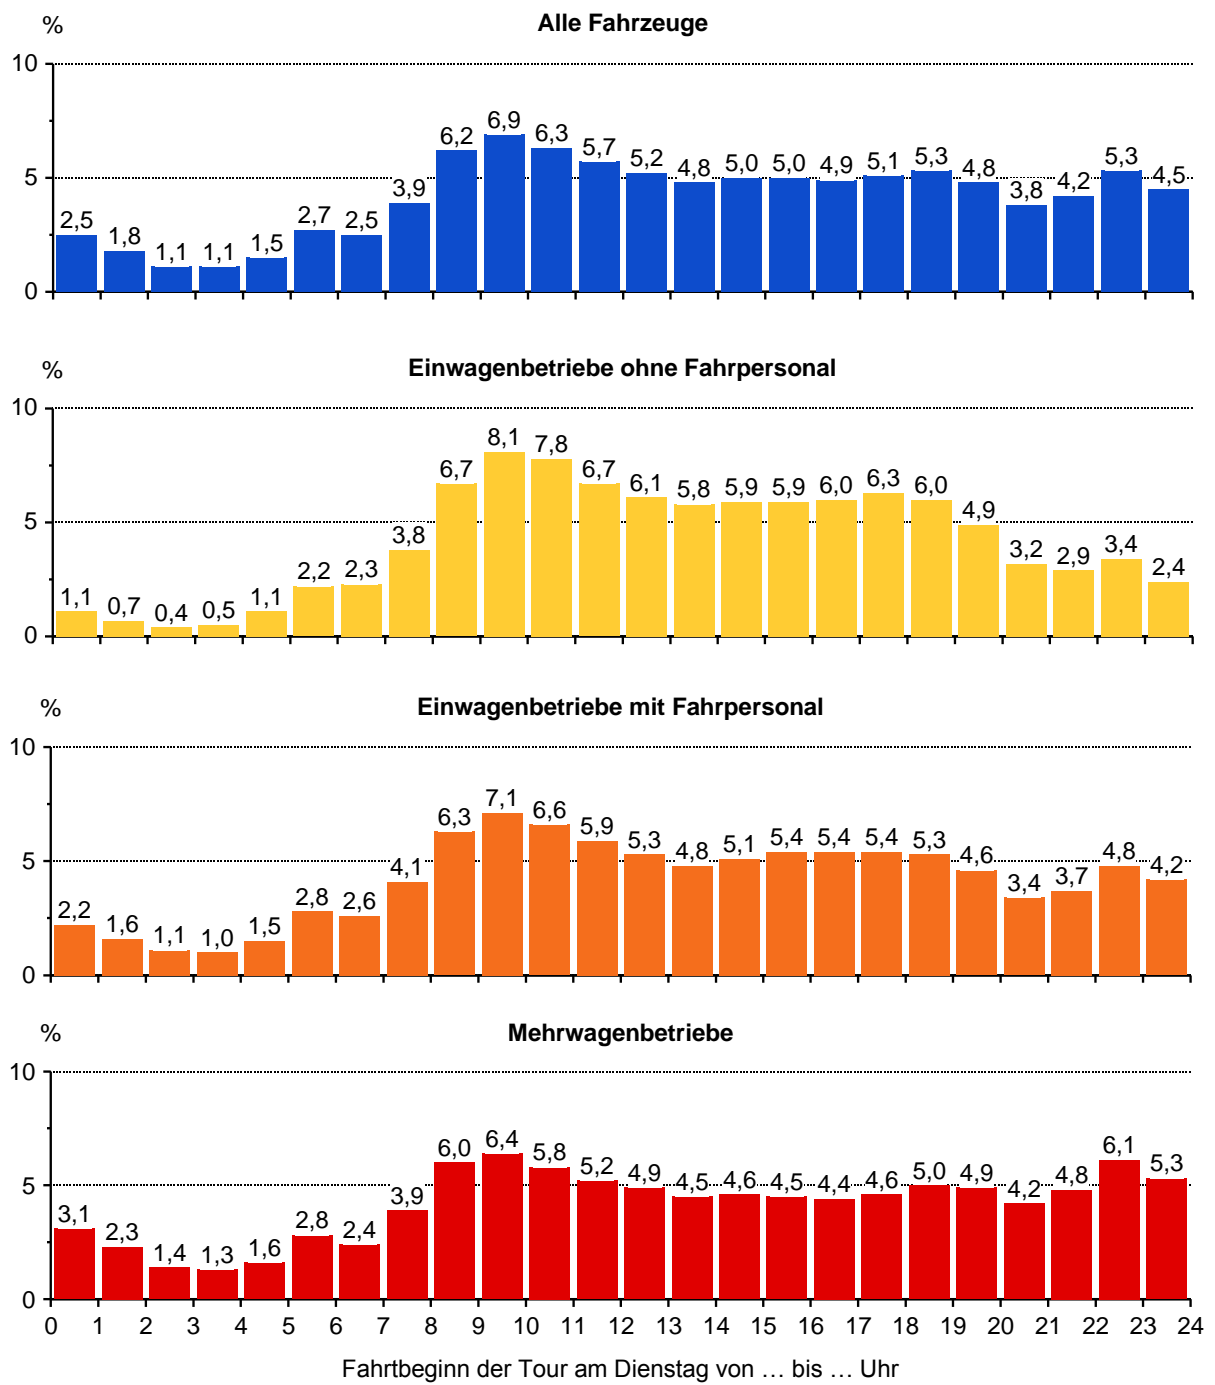 Alle Fahrzeuge
%
10
5
0
2,5 1,8 1,1 1,1 1,5 2,7 2,5 3,9 6,2 6,9 6,3 5,7 5,2 4,8 5,0 5,0 4,9 5,1 5,3 4,8 3,8 4,2 5,3 4,5
Einwagenbetriebe ohne Fahrpersonal
%
10
5
0
1,1 0,7 0,4 0,5 1,1 2,2 2,3 3,8 6,7 8,1 7,8 6,7 6,1 5,8 5,9 5,9 6,0 6,3 6,0 4,9 3,2 2,9 3,4 2,4
Einwagenbetriebe mit Fahrpersonal
%
10
5
0
2,2 1,6 1,1 1,0 1,5 2,8 2,6 4,1 6,3 7,1 6,6 5,9 5,3 4,8 5,1 5,4 5,4 5,4 5,3 4,6 3,4 3,7 4,8 4,2
Mehrwagenbetriebe
%
10
5
0
3,1 2,3 1,4 1,3 1,6 2,8 2,4 3,9 6,0 6,4 5,8 5,2 4,9 4,5 4,6 4,5 4,4 4,6 5,0 4,9 4,2 4,8 6,1 5,3
0 1 2 3 4 5 6 7 8 9 10 11 12 13 14 15 16 17 18 19 20 21 22 23 24
Fahrtbeginn der Tour am Dienstag von … bis … Uhr